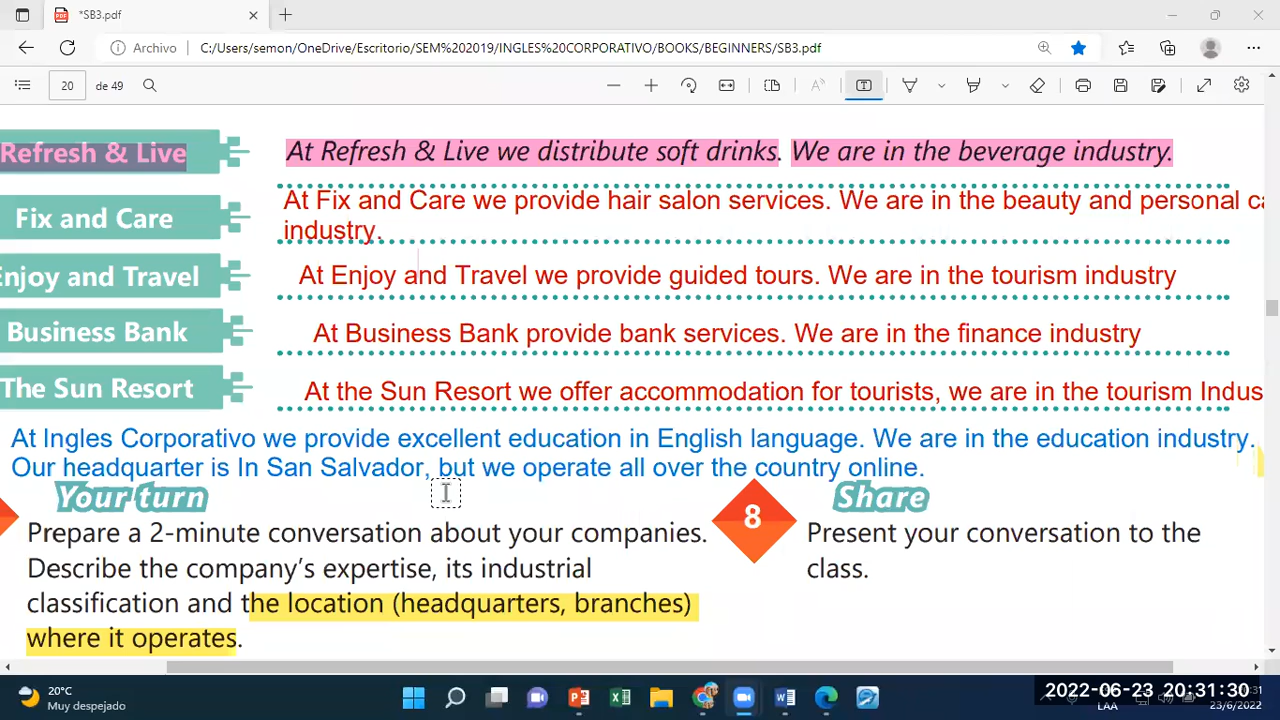 *SB3.pdf
Archivo C:/Users/semon/OneDrive/Escritorio/SEM%202019/INGLES%20CORPORATIVO/BOOKS/BEGINNERS/SB3.pdf
20 de 49
Refresh & Live At Refresh & Live we distribute soft drinks. We are in the beverage industry.
Fix and Care At Fix and Care we provide hair salon services. We are in the beauty and personal
industry.
Enjoy and Travel At Enjoy and Travel we provide guided tours. We are in the tourism industry
Business Bank At Business Bank provide bank services. We are in the finance industry
The Sun Resort At the Sun Resort we offer accommodation for tourists, we are in the tourism Indus
At Ingles Corporativo we provide excellent education in English language. We are in the education industry.
Our headquarter is In San Salvador, but we operate all over the country online.
Your turn
Prepare a 2-minute conversation about your companies.
Describe the company's expertise, its industrial
classification and the location (headquarters, branches)
where it operates.
8
Share
Present your conversation to the
class.
20°C
Muy despejado
2022-06-23 20:31:30
LAA 23/6/2022